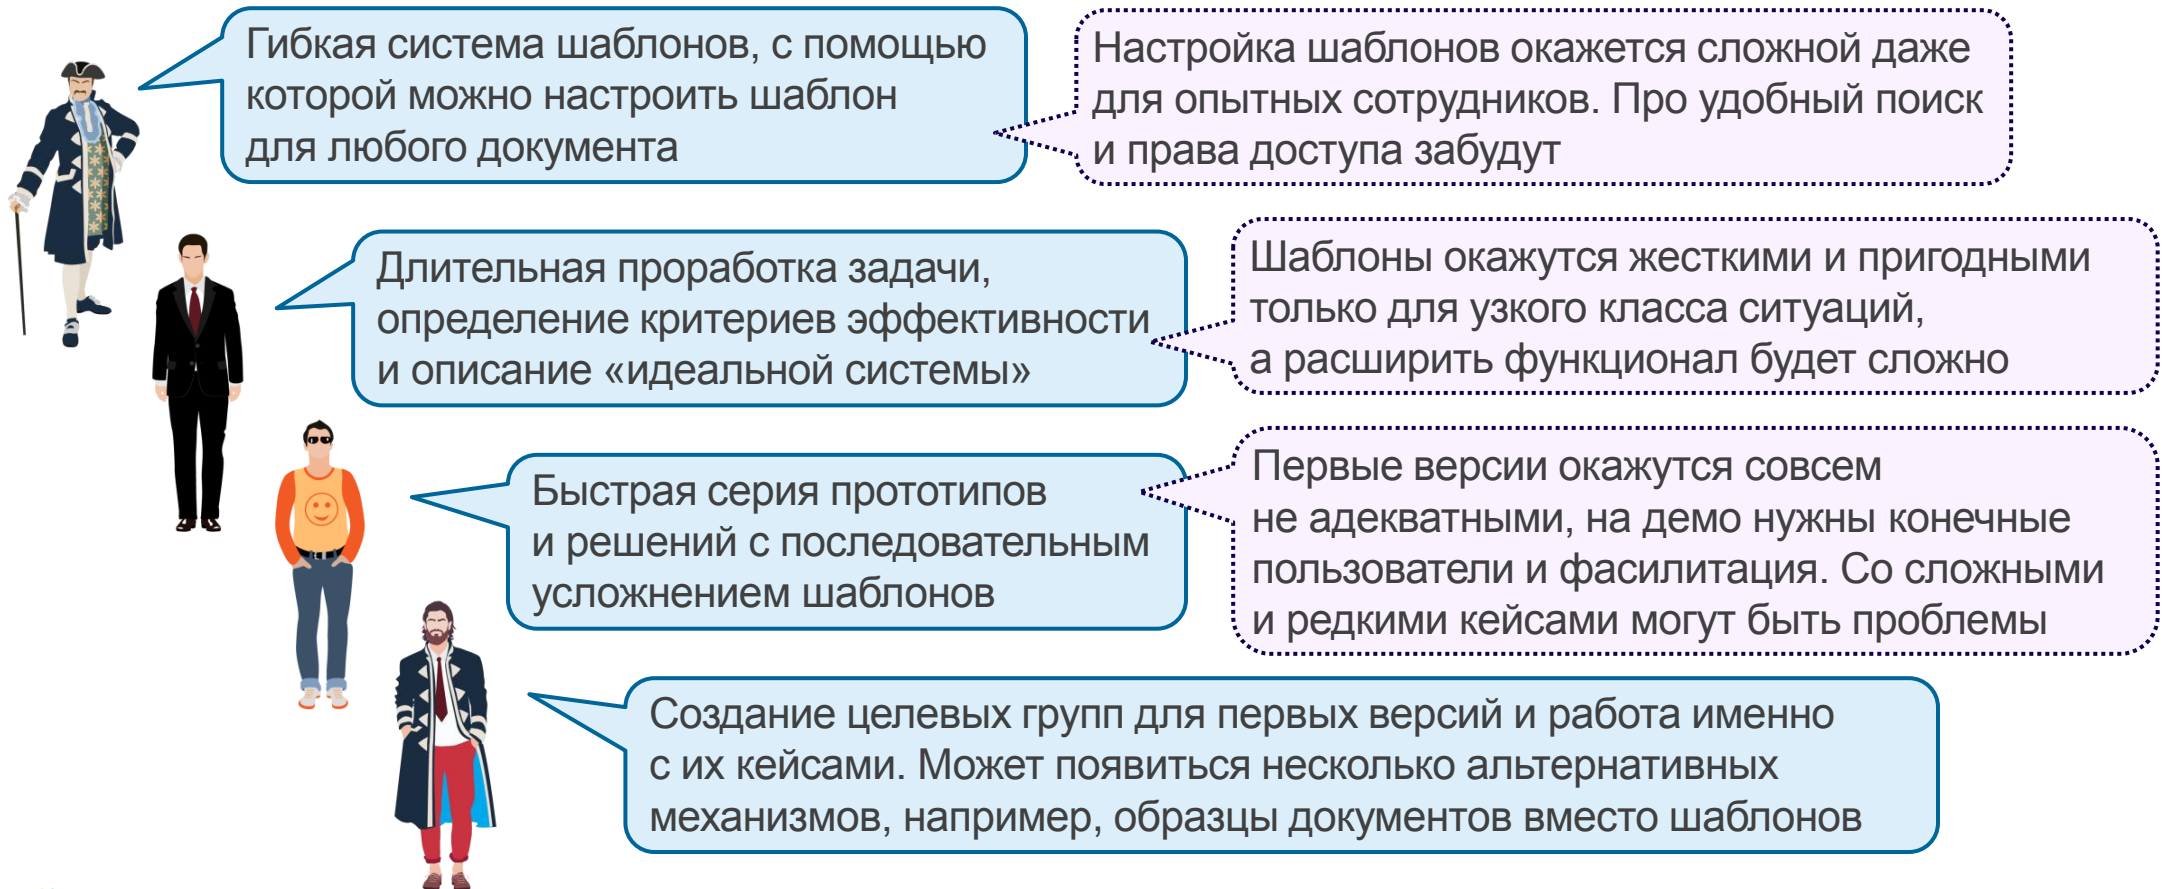 Гибкая система шаблонов, с помощью
которой можно настроить шаблон
для любого документа
Настройка шаблонов окажется сложной даже
для опытных сотрудников. Про удобный поиск
и права доступа забудут
Длительная проработка задачи,
определение критериев эффективности
и описание «идеальной системы»
Шаблоны окажутся жесткими и пригодными
только для узкого класса ситуаций,
а расширить функционал будет сложно
Быстрая серия прототипов
и решений с последовательным
усложнением шаблонов
Первые версии окажутся совсем
не адекватными, на демо нужны конечные
пользователи и фасилитация. Со сложными
и редкими кейсами могут быть проблемы
Создание целевых групп для первых версий и работа именно
с их кейсами. Может появиться несколько альтернативных
механизмов, например, образцы документов вместо шаблонов